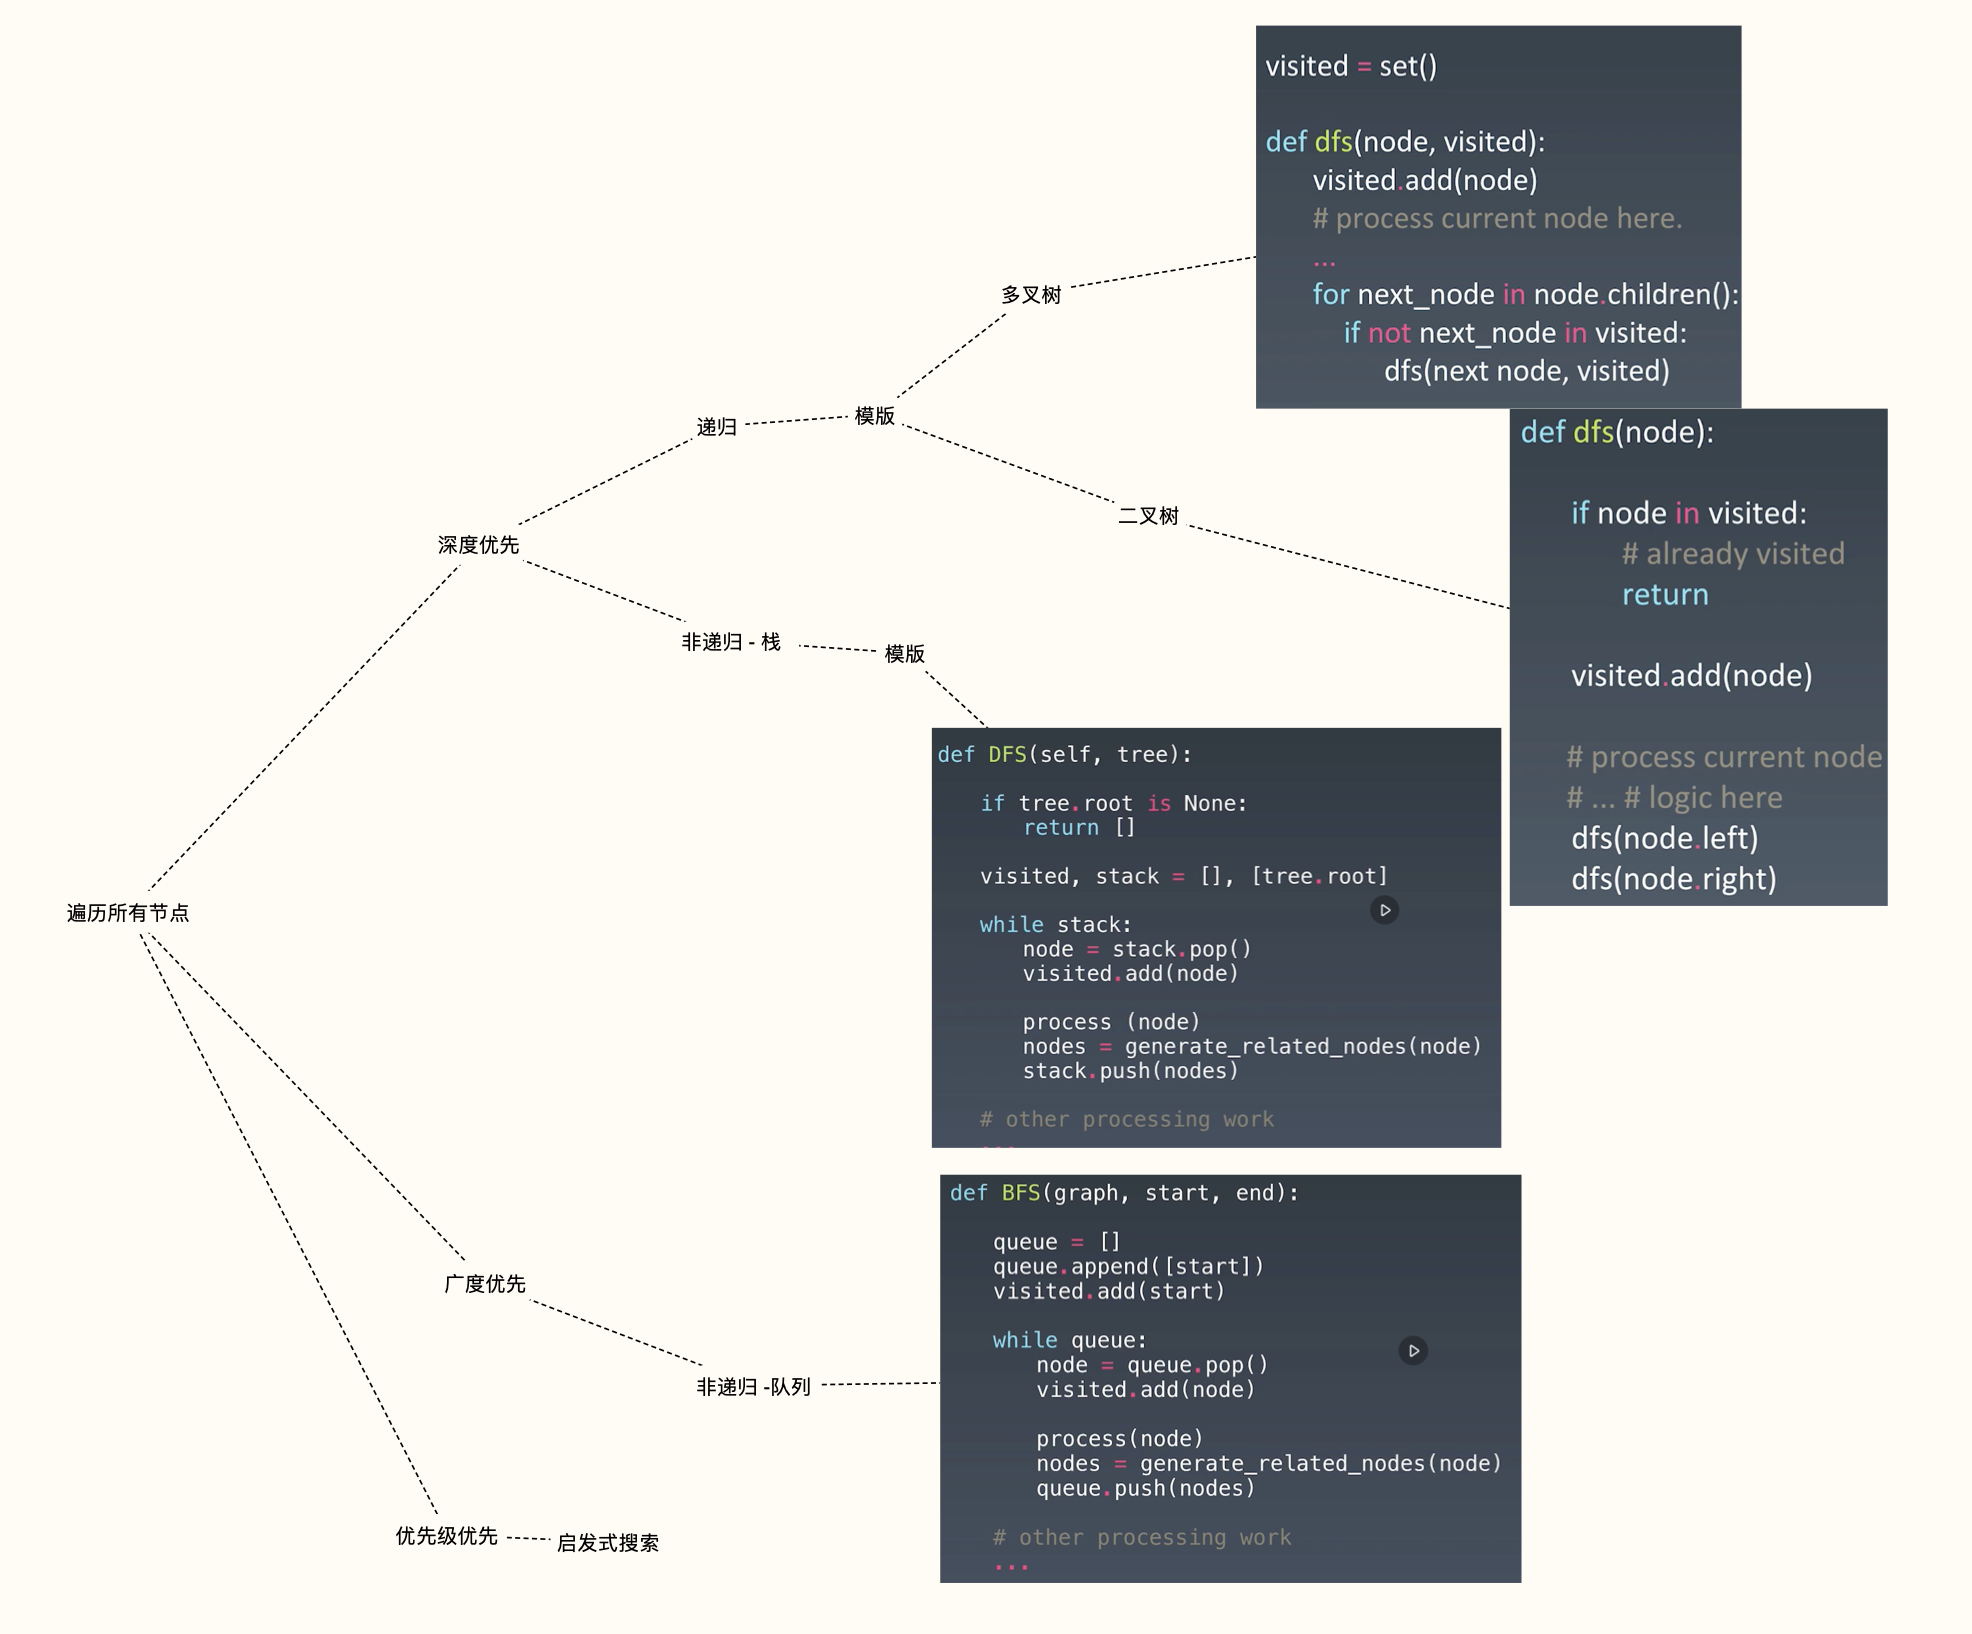 visited = set()
def dfs(node, visited):
visited.add(node)
# process current node here.
...
for next_node in node.children():
if not next_node in visited:
dfs(next node, visited)
多叉树
递归
模版
二叉树
def dfs(node):
if node in visited:
# already visited
return
visited.add(node)
# process current node
# ... # logic here
dfs(node.left)
dfs(node.right)
深度优先
非递归 - 栈
模版
def DFS(self, tree):
if tree.root is None:
return []
visited, stack = [], [tree.root]
while stack:
node = stack.pop()
visited.add(node)
process (node)
nodes = generate_related_nodes(node)
stack.push(nodes)
# other processing work
...
遍历所有节点
广度优先
非递归 -队列
def BFS(graph, start, end):
queue = []
queue.append([start])
visited.add(start)
while queue:
node = queue.pop()
visited.add(node)
process(node)
nodes = generate_related_nodes(node)
queue.push(nodes)
# other processing work
...
优先级优先
启发式搜索